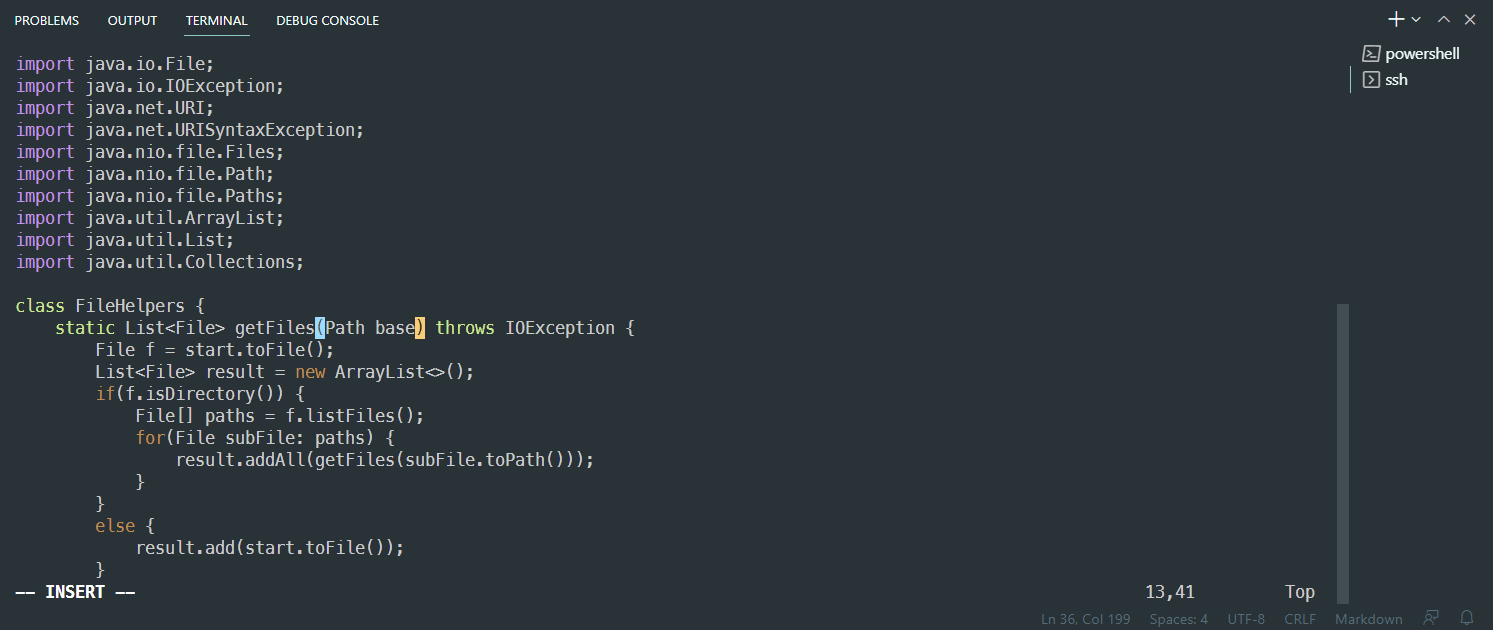 PROBLEMS OUTPUT TERMINAL DEBUG CONSOLE
powershell
ssh
import java.io.File;
import java.io.IOException;
import java.net.URI;
import java.net.URISyntaxException;
import java.nio.file.Files;
import java.nio.file.Path;
import java.nio.file.Paths;
import java.util.ArrayList;
import java.util.List;
import java.util.Collections;

class FileHelpers {
    static List<File> getFiles(Path base) throws IOException {
        File f = start.toFile();
        List<File> result = new ArrayList<>();
        if(f.isDirectory()) {
            File[] paths = f.listFiles();
            for(File subFile: paths) {
                result.addAll(getFiles(subFile.toPath()));
            }
        }
        else {
            result.add(start.toFile());
        }
-- INSERT -- 13,41 Top
Ln 36, Col 199 Spaces: 4 UTF-8 CRLF Markdown